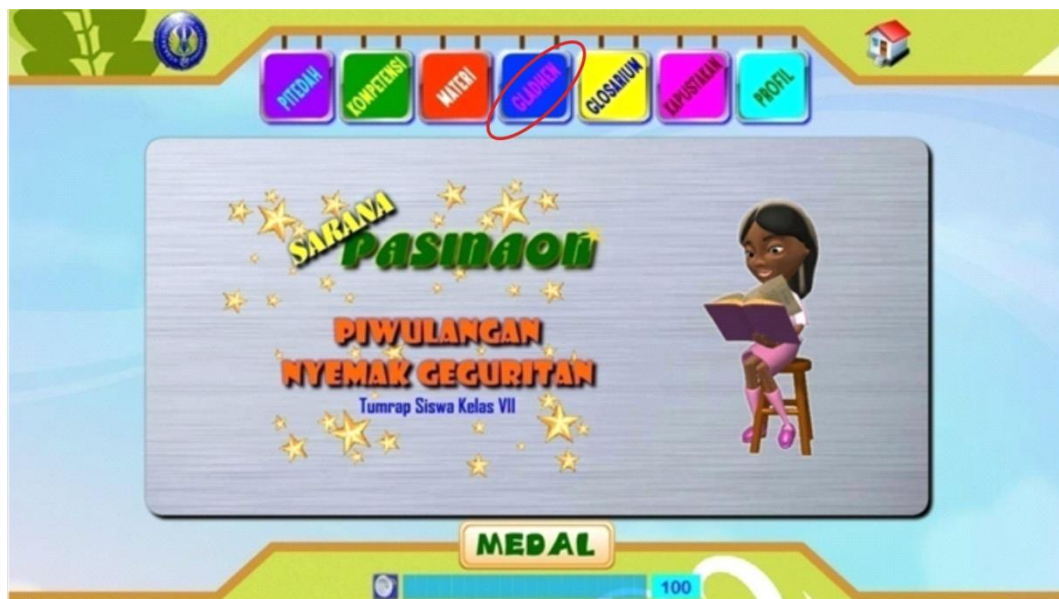 PITEDAH
KOMPETENSI
MATERI
GLADHEN
GLOSARIUM
KAPUSTAKAN
PROFIL
SARANA
PASINAON
PIWULANGAN
NYEMAK GEGURITAN
Tumrap Siswa Kelas VII
MEDAL
100